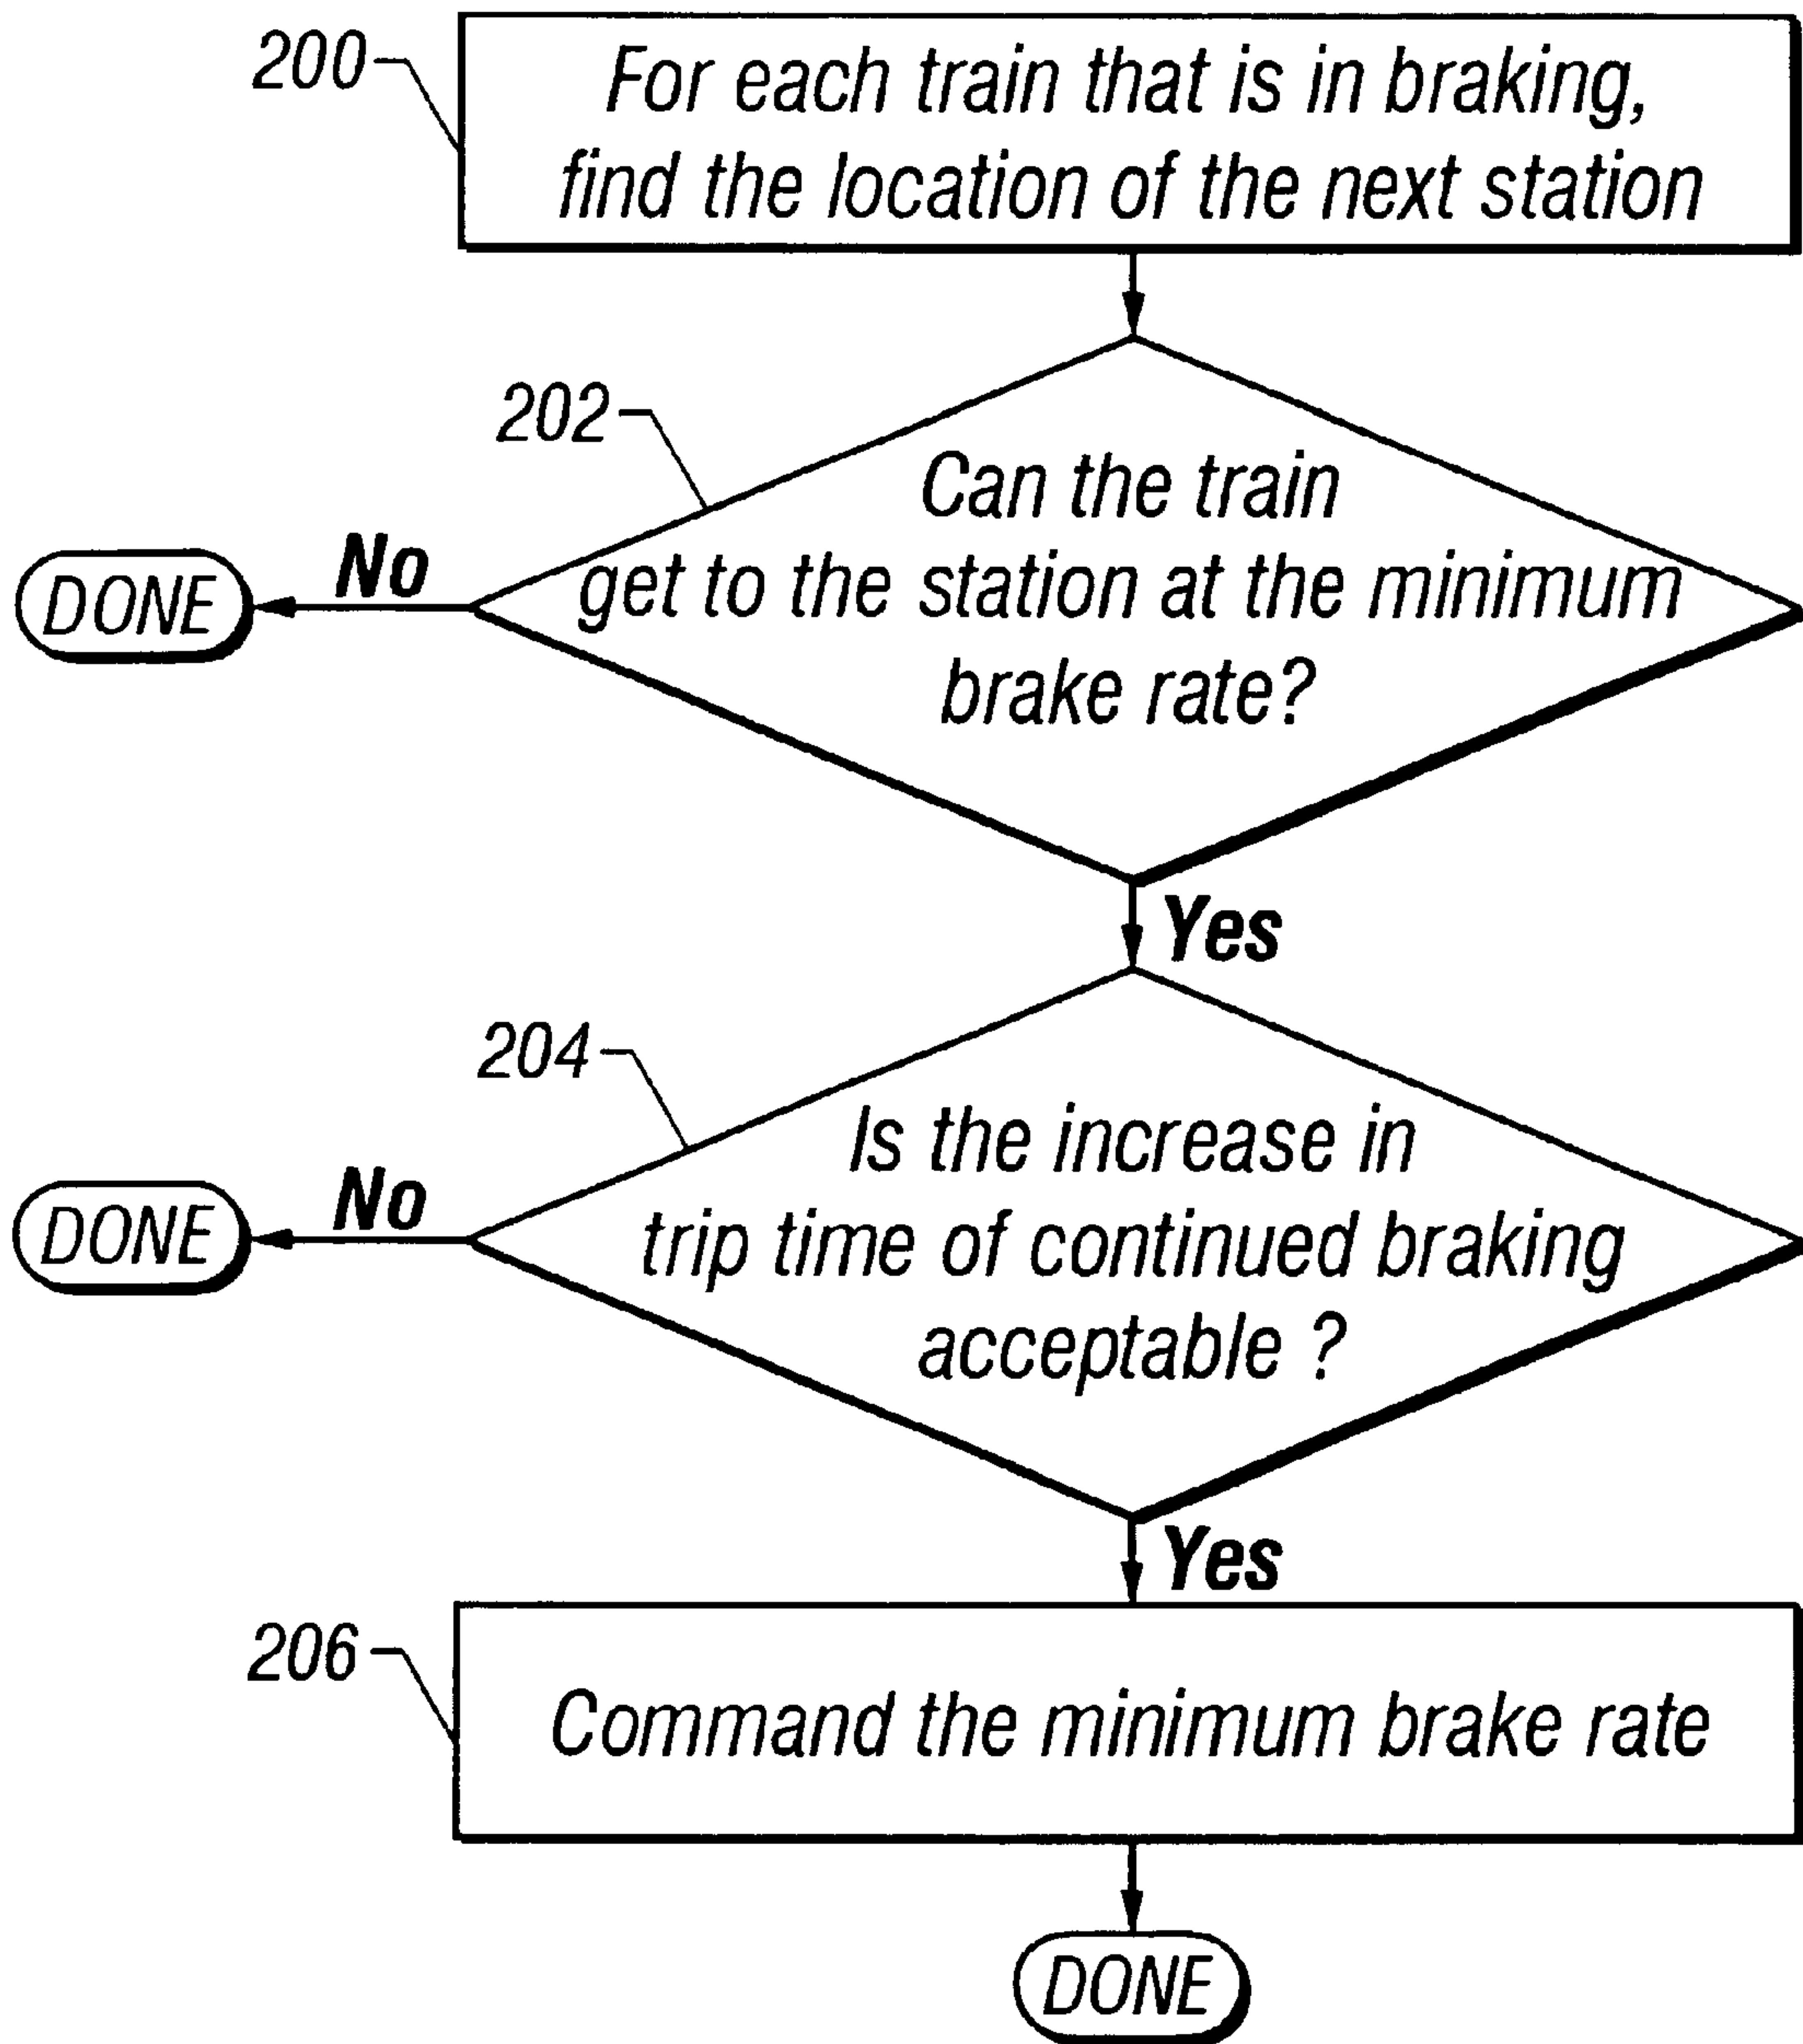 200
For each train that is in braking,
find the location of the next station
202
Can the train
get to the station at the minimum
brake rate?
No
DONE
Yes
204
Is the increase in
trip time of continued braking
acceptable ?
No
DONE
Yes
206
Command the minimum brake rate
DONE